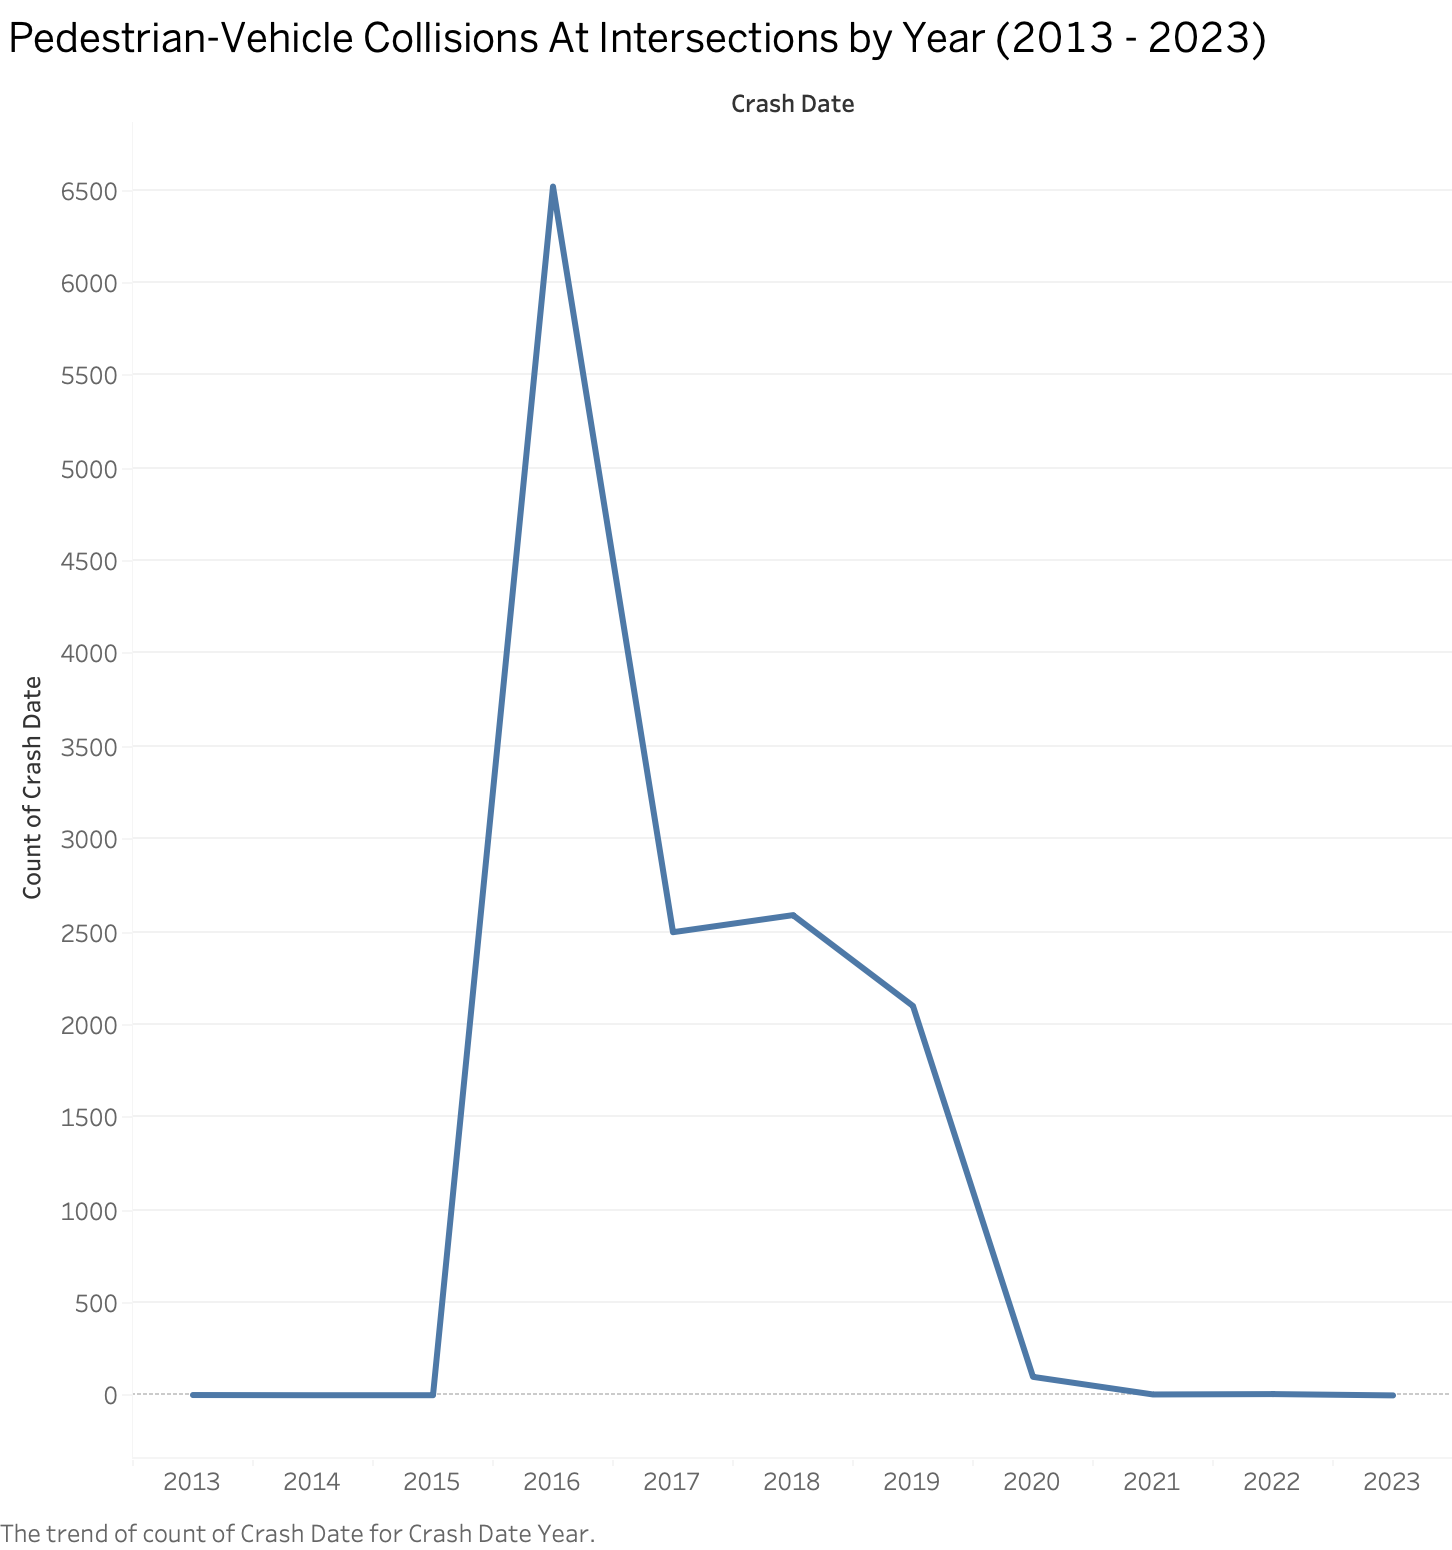 Pedestrian-Vehicle Collisions At Intersections by Year (2013 - 2023)
Crash Date
6500
6000
5500
5000
4500
4000
3500
3000
2500
2000
1500
1000
500
0
Count of Crash Date
2013 2014 2015 2016 2017 2018 2019 2020 2021 2022 2023
The trend of count of Crash Date for Crash Date Year.